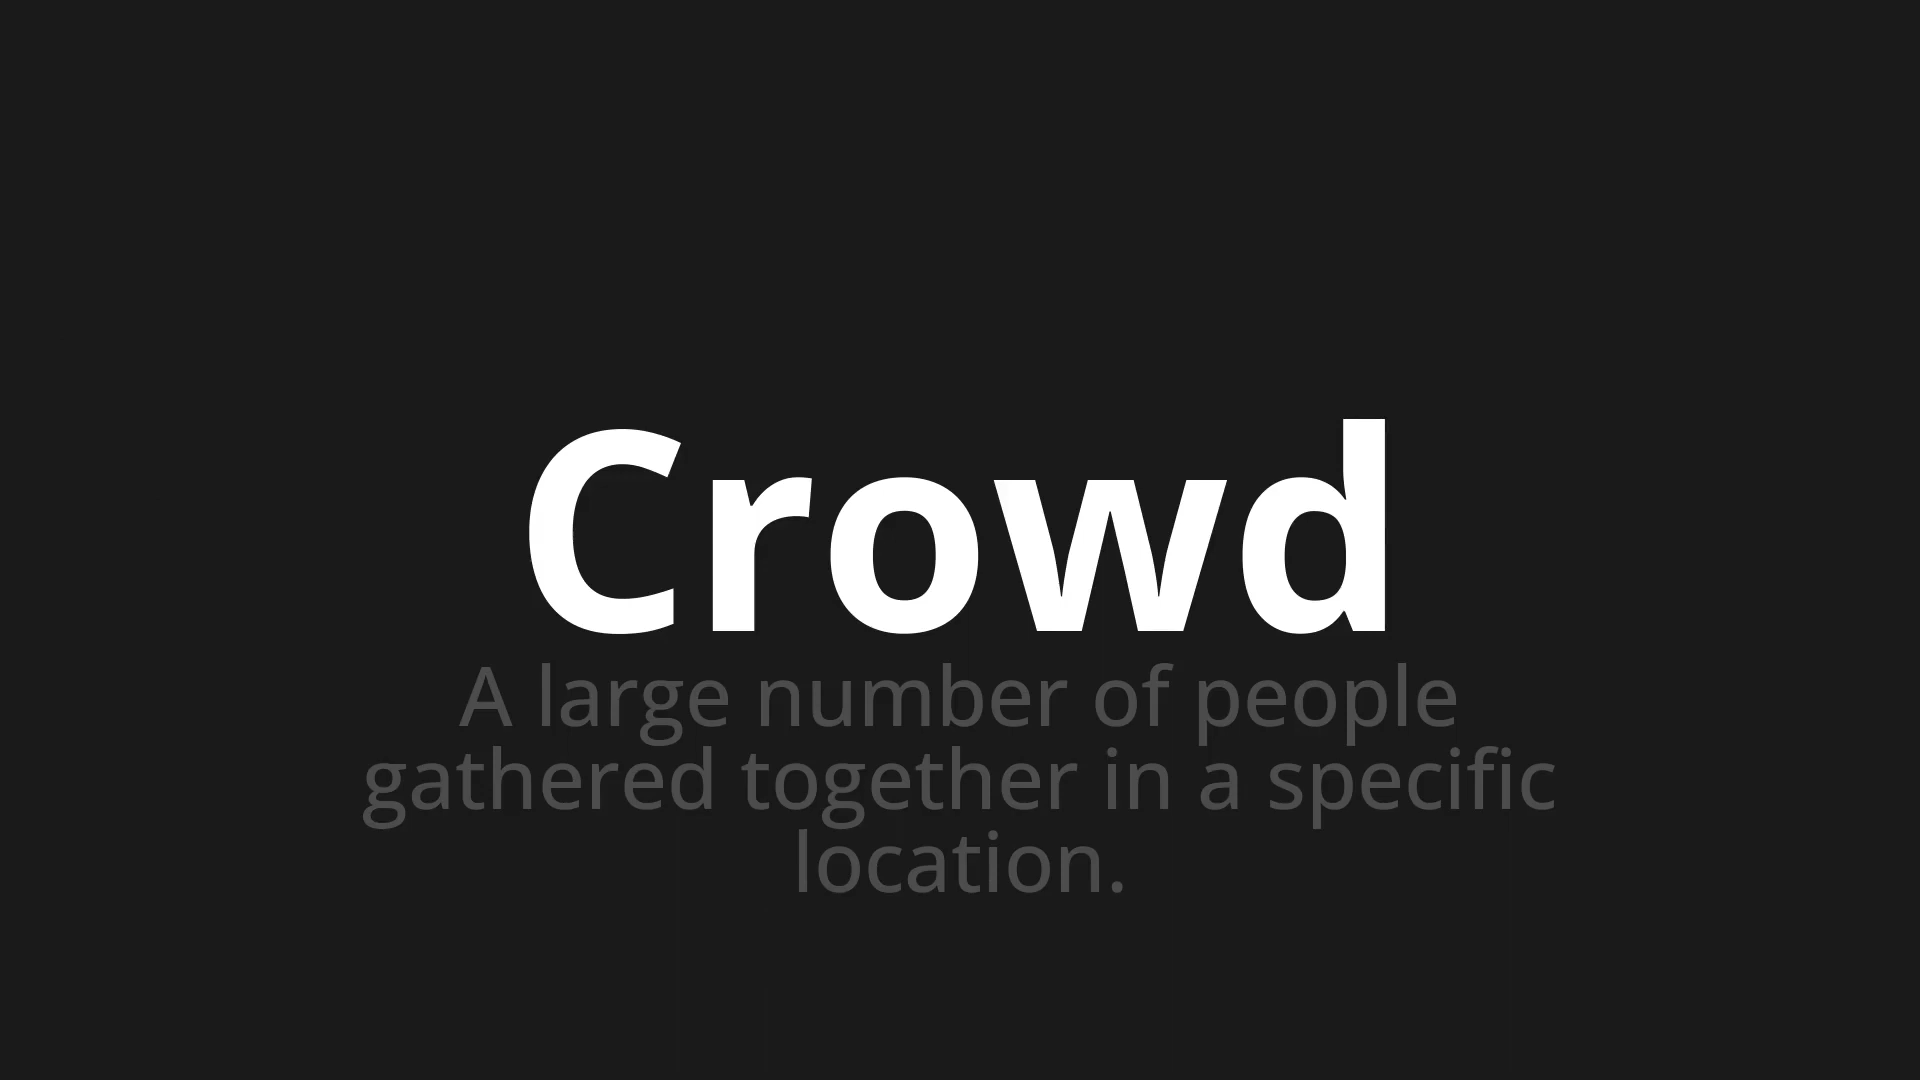 Crowd
A large number of people
gathered together in a specific
location.